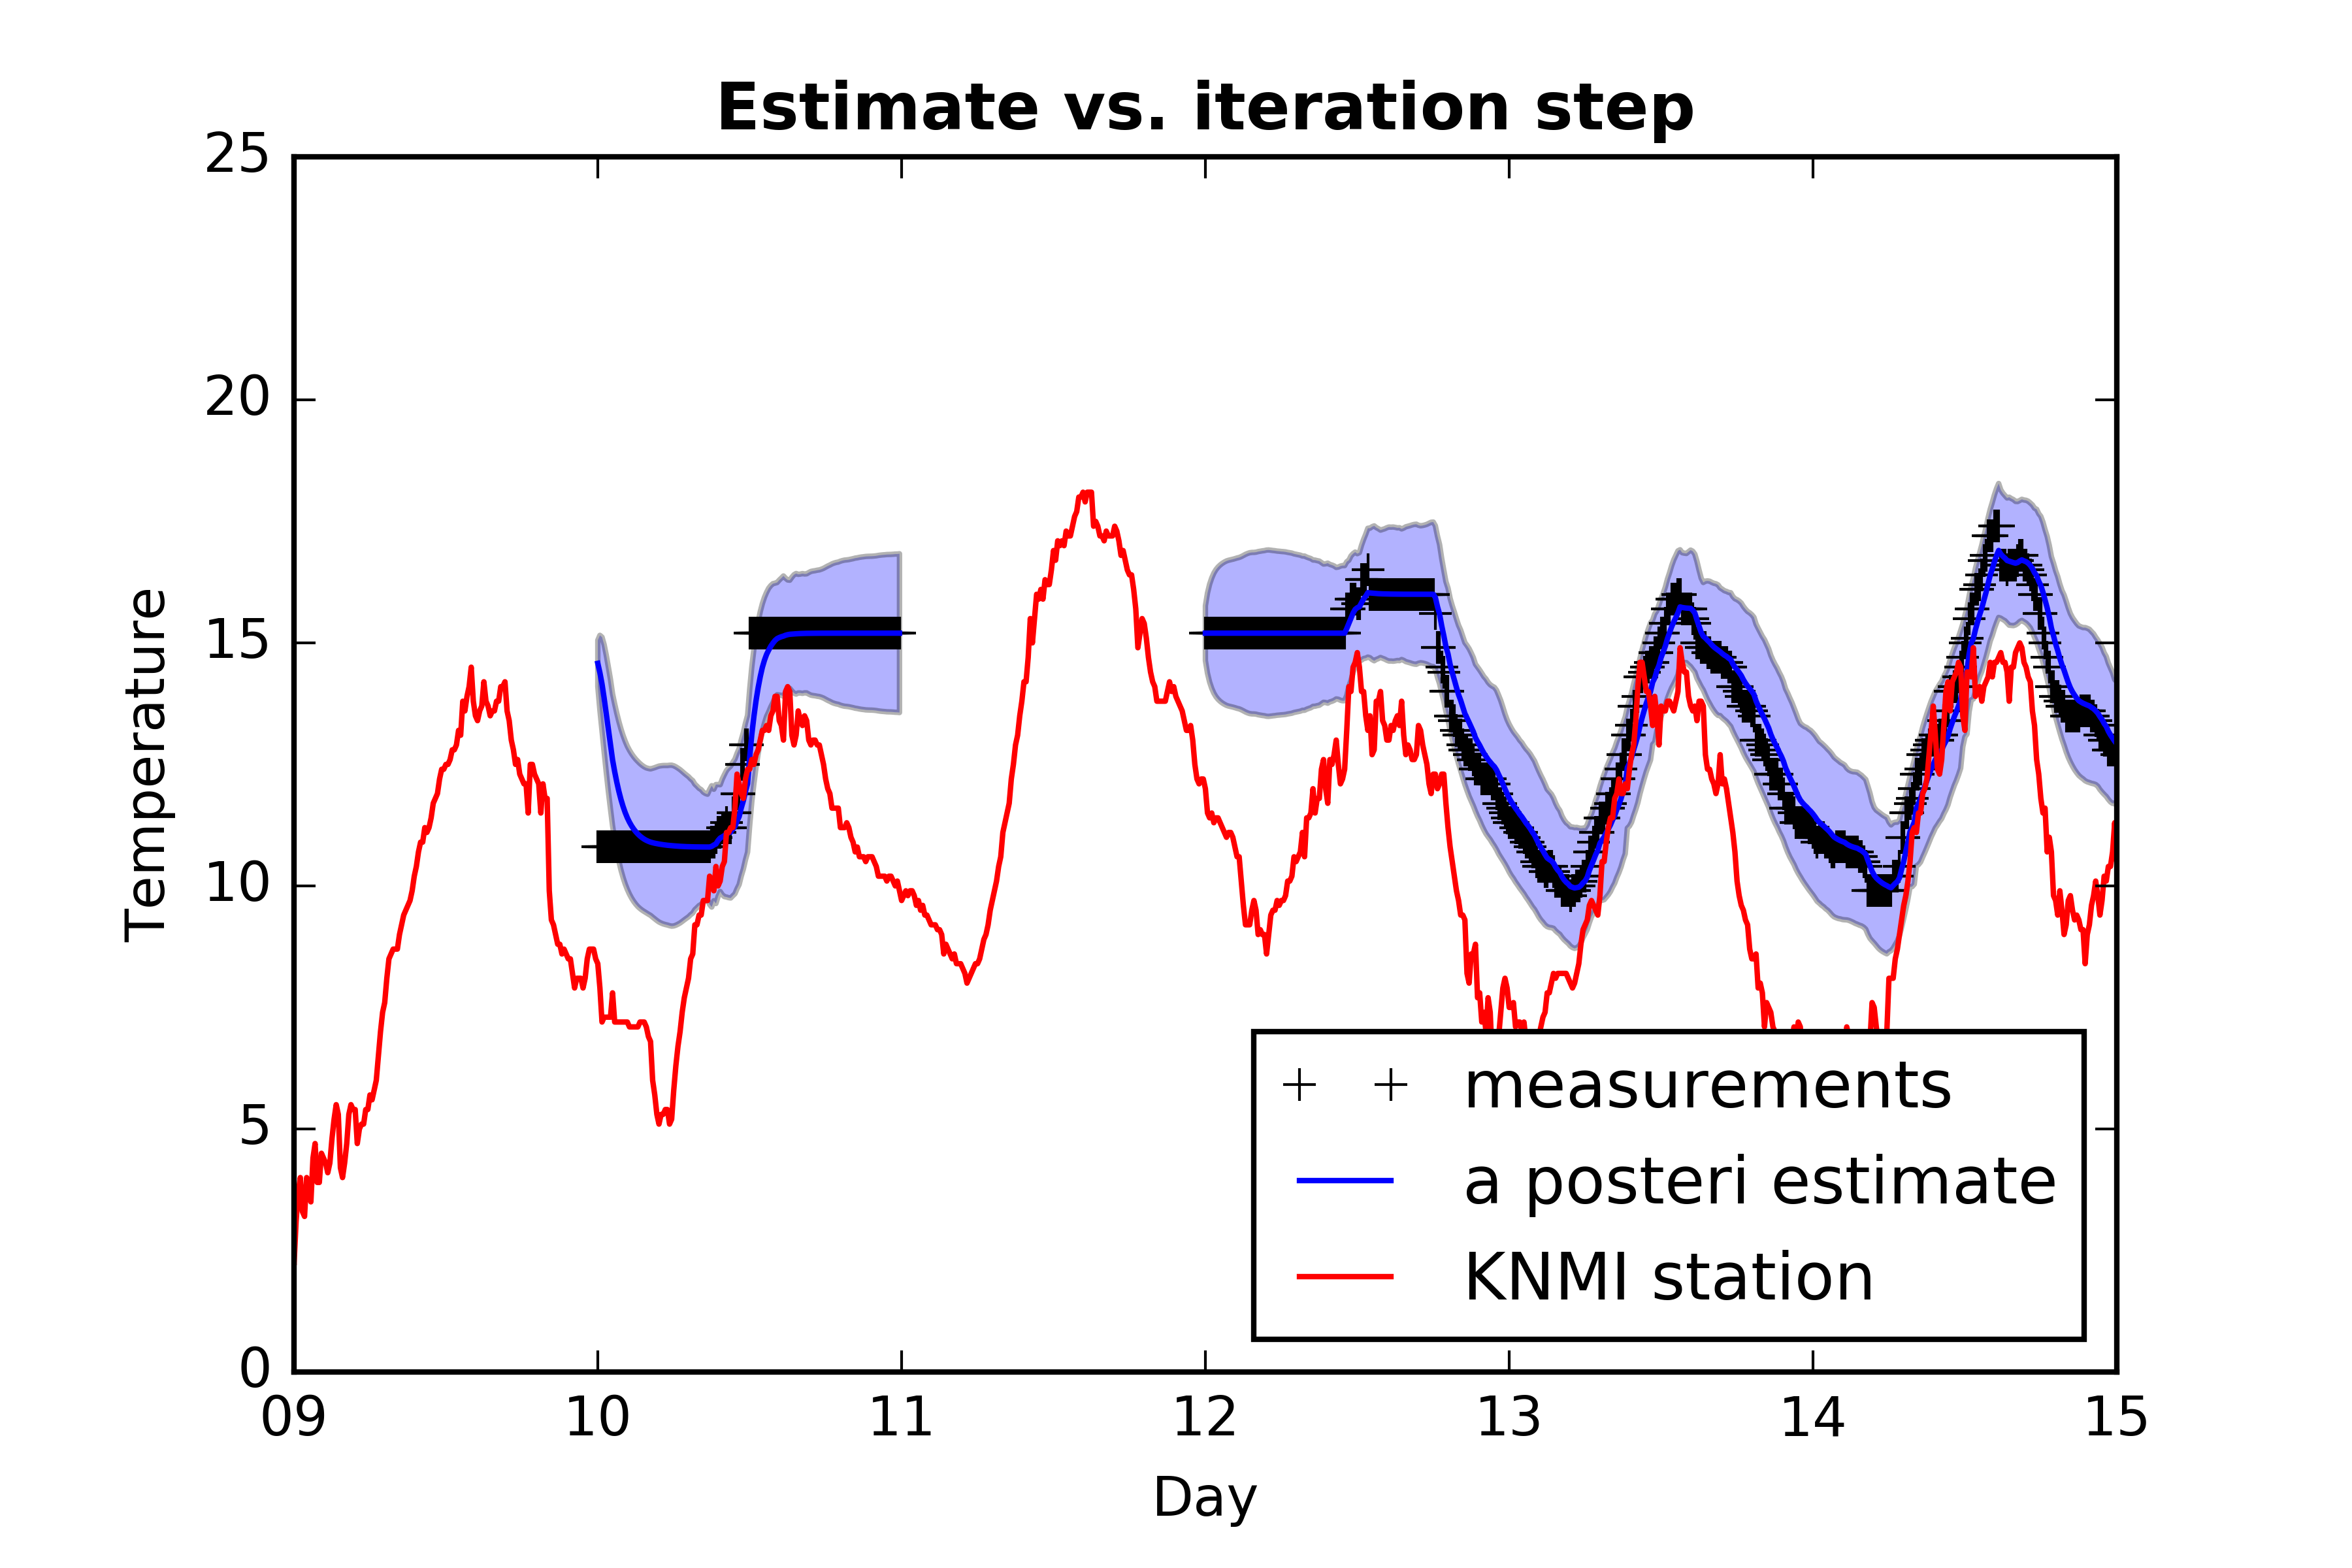 Estimate vs. iteration step
25
20
15
10
5
0
Temperature
09 10 11 12 13 14 15
Day
measurements
a posteri estimate
KNMI station